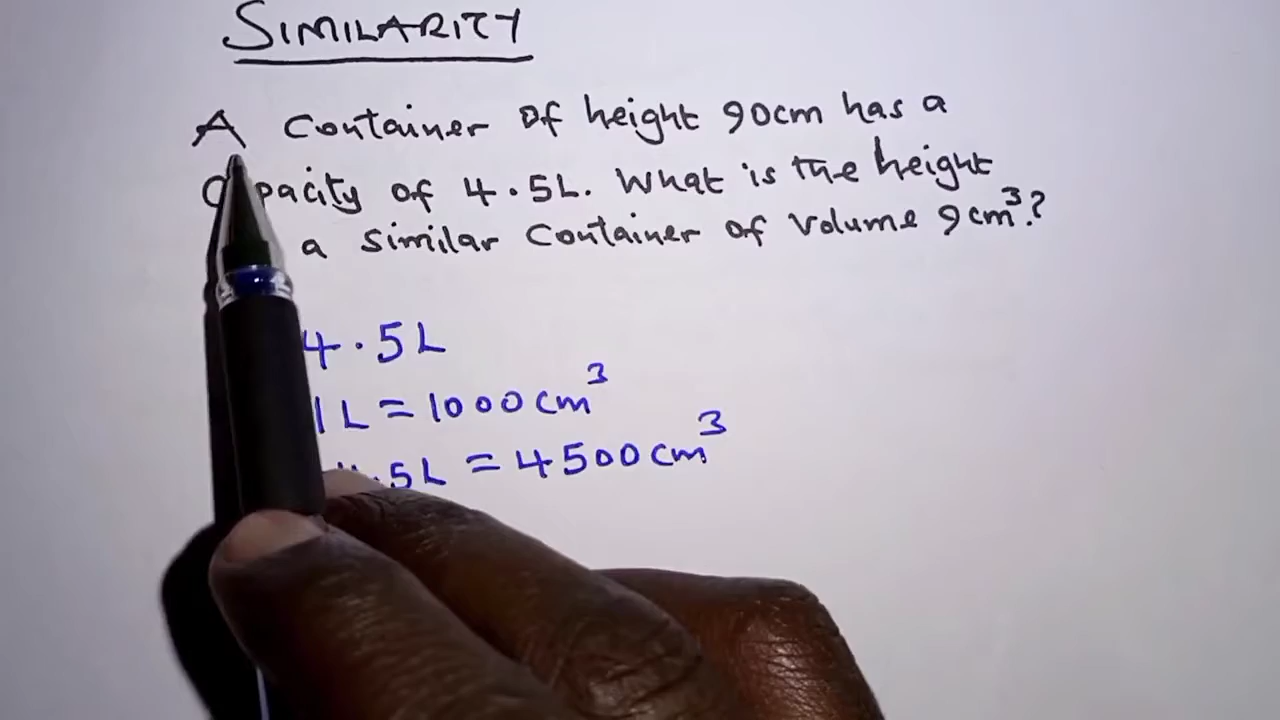 SIMILARITY
A Container of height 90cm has a
pacity of 4.5L. What is the height
a similar Container of Volume 9cm³?
4.5L
1L = 1000cm³
.5L = 4500cm³